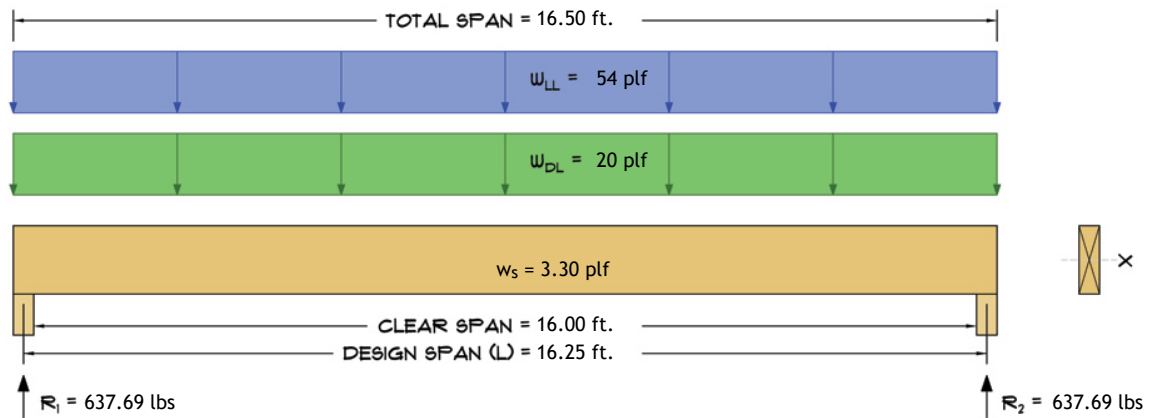 TOTAL SPAN = 16.50 ft.
WLL = 54 plf
WDL = 20 plf
ws = 3.30 plf
X
CLEAR SPAN = 16.00 ft.
DESIGN SPAN (L) = 16.25 ft.
R1 = 637.69 lbs
R2 = 637.69 lbs